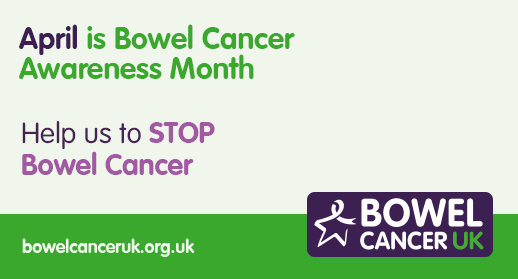 April is Bowel Cancer
Awareness Month
Help us to STOP
Bowel Cancer
bowelcanceruk.org.uk
BOWEL
CANCER UK